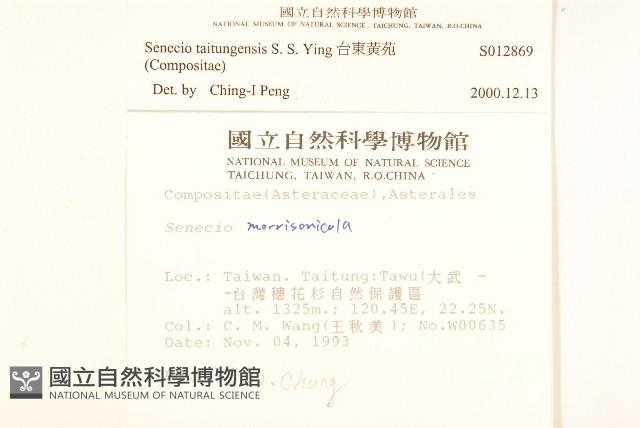 國立自然科學博物館
NATIONAL MUSEUM OF NATURAL SCIENCE, TAICHUNG, TAIWAN, R.O.CHINA
Senecio taitungensis S. S. Ying 台東黃菀 S012869
(Compositae)
Det. by Ching-I Peng 2000.12.13
國立自然科學博物館
NATIONAL MUSEUM OF NATURAL SCIENCE
TAICHUNG, TAIWAN, R.O.CHINA
Compositae(Asteraceae),Asterales
Senecio morrisonicola
Loc.: Taiwan. Taitung:Tawu(大武 -
-台灣穗花杉自然保護區
alt. 1325m.; 120.45E, 22.25N.
Col.: C. M. Wang(王秋美); No.W00635
Date: Nov. 04, 1993
Chung
國立自然科學博物館
NATIONAL MUSEUM OF NATURAL SCIENCE